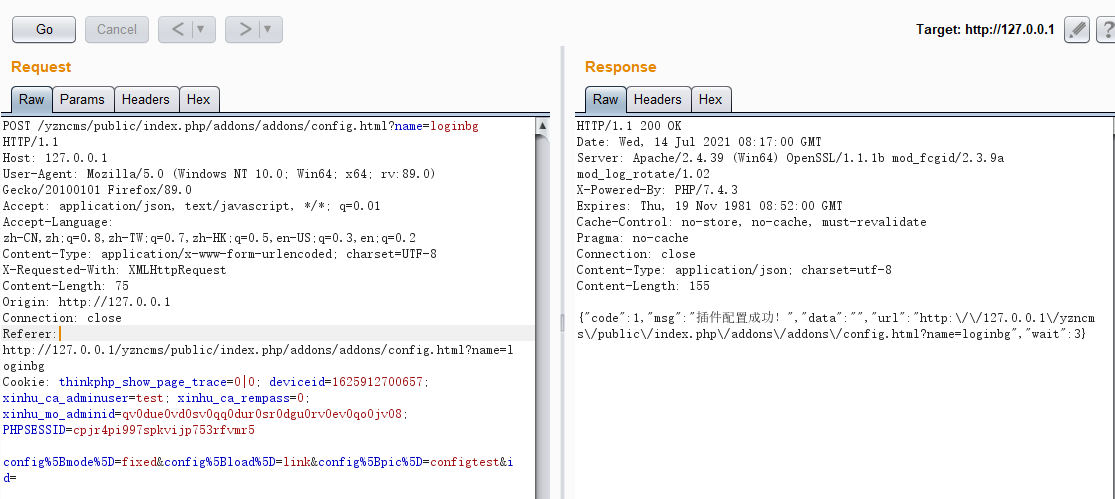 Go
Cancel
<
>
Target: http://127.0.0.1
?
Request
Raw
Params
Headers
Hex
POST /yzncms/public/index.php/addons/addons/config.html?name=loginbg
HTTP/1.1
Host: 127.0.0.1
User-Agent: Mozilla/5.0 (Windows NT 10.0; Win64; x64; rv:89.0)
Gecko/20100101 Firefox/89.0
Accept: application/json, text/javascript, */*; q=0.01
Accept-Language:
zh-CN,zh;q=0.8,zh-TW;q=0.7,zh-HK;q=0.5,en-US;q=0.3,en;q=0.2
Content-Type: application/x-www-form-urlencoded; charset=UTF-8
X-Requested-With: XMLHttpRequest
Content-Length: 75
Origin: http://127.0.0.1
Connection: close
Referer:
http://127.0.0.1/yzncms/public/index.php/addons/addons/config.html?name=l
oginbg
Cookie: thinkphp_show_page_trace=0|0; deviceid=1625912700657;
xinhu_ca_adminuser=test; xinhu_ca_rempass=0;
xinhu_mo_adminid=qv0due0vd0sv0qq0dur0sr0dgu0rv0ev0qo0jv08;
PHPSESSID=cpjr4pi997spkvijp753rfvmr5
config%5Bmode%5D=fixed&config%5Bload%5D=link&config%5Bpic%5D=configtest&i
d=
Response
Raw
Headers
Hex
HTTP/1.1 200 OK
Date: Wed, 14 Jul 2021 08:17:00 GMT
Server: Apache/2.4.39 (Win64) OpenSSL/1.1.1b mod_fcgid/2.3.9a
mod_log_rotate/1.02
X-Powered-By: PHP/7.4.3
Expires: Thu, 19 Nov 1981 08:52:00 GMT
Cache-Control: no-store, no-cache, must-revalidate
Pragma: no-cache
Connection: close
Content-Type: application/json; charset=utf-8
Content-Length: 155
{"code":1,"msg":"插件配置成功！","data":"","url":"http:\/\/127.0.0.1\/yzncm
s\/public\/index.php\/addons\/addons\/config.html?name=loginbg","wait":3}